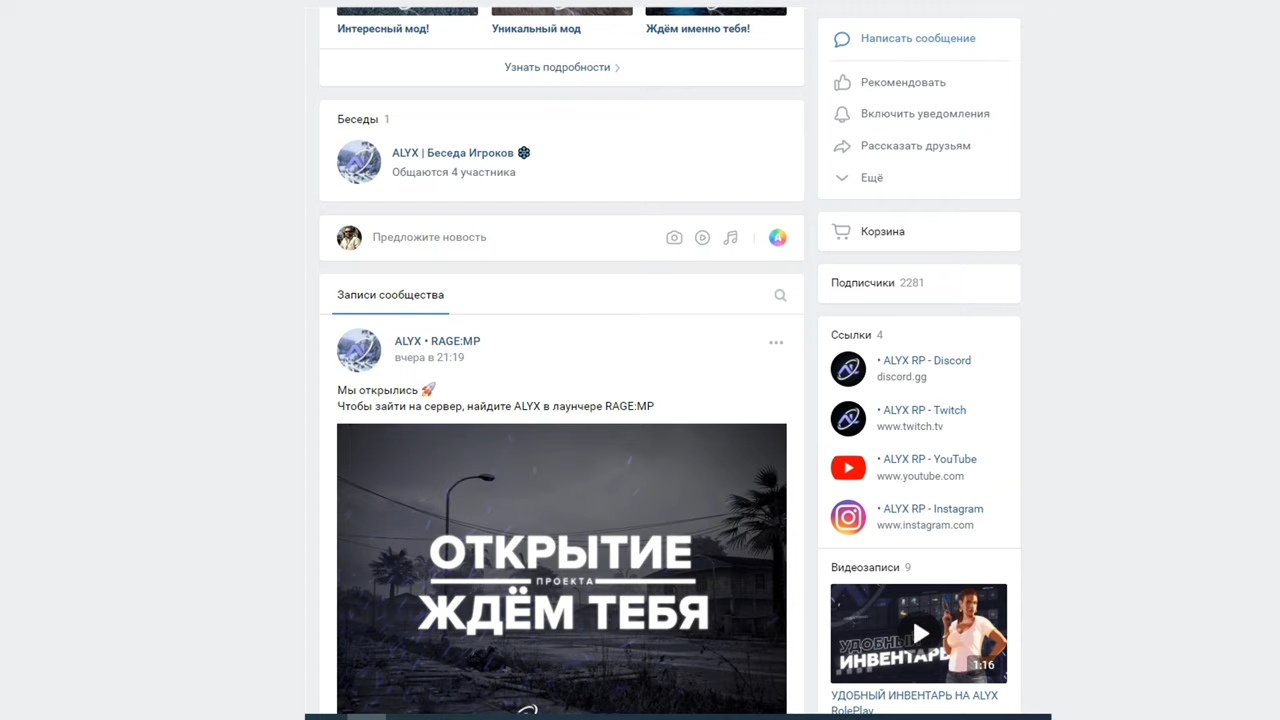 Интересный мод!
Уникальный мод
Ждём именно тебя!
Узнать подробности
Беседы 1
ALYX | Беседа Игроков
Общаются 4 участника
Предложите новость
Записи сообщества
ALYX • RAGE:MP
вчера в 21:19
Мы открылись 🚀
Чтобы зайти на сервер, найдите ALYX в лаунчере RAGE:MP
ОТКРЫТИЕ
ПРОЕКТА
ЖДЁМ ТЕБЯ
Написать сообщение
Рекомендовать
Включить уведомления
Рассказать друзьям
Ещё
Корзина
Подписчики 2281
Ссылки 4
• ALYX RP - Discord
discord.gg
• ALYX RP - Twitch
www.twitch.tv
• ALYX RP - YouTube
www.youtube.com
• ALYX RP - Instagram
www.instagram.com
Видеозаписи 9
УДОБНЫЙ
ИНВЕНТАРЬ
1:16
УДОБНЫЙ ИНВЕНТАРЬ НА ALYX
RolePlay